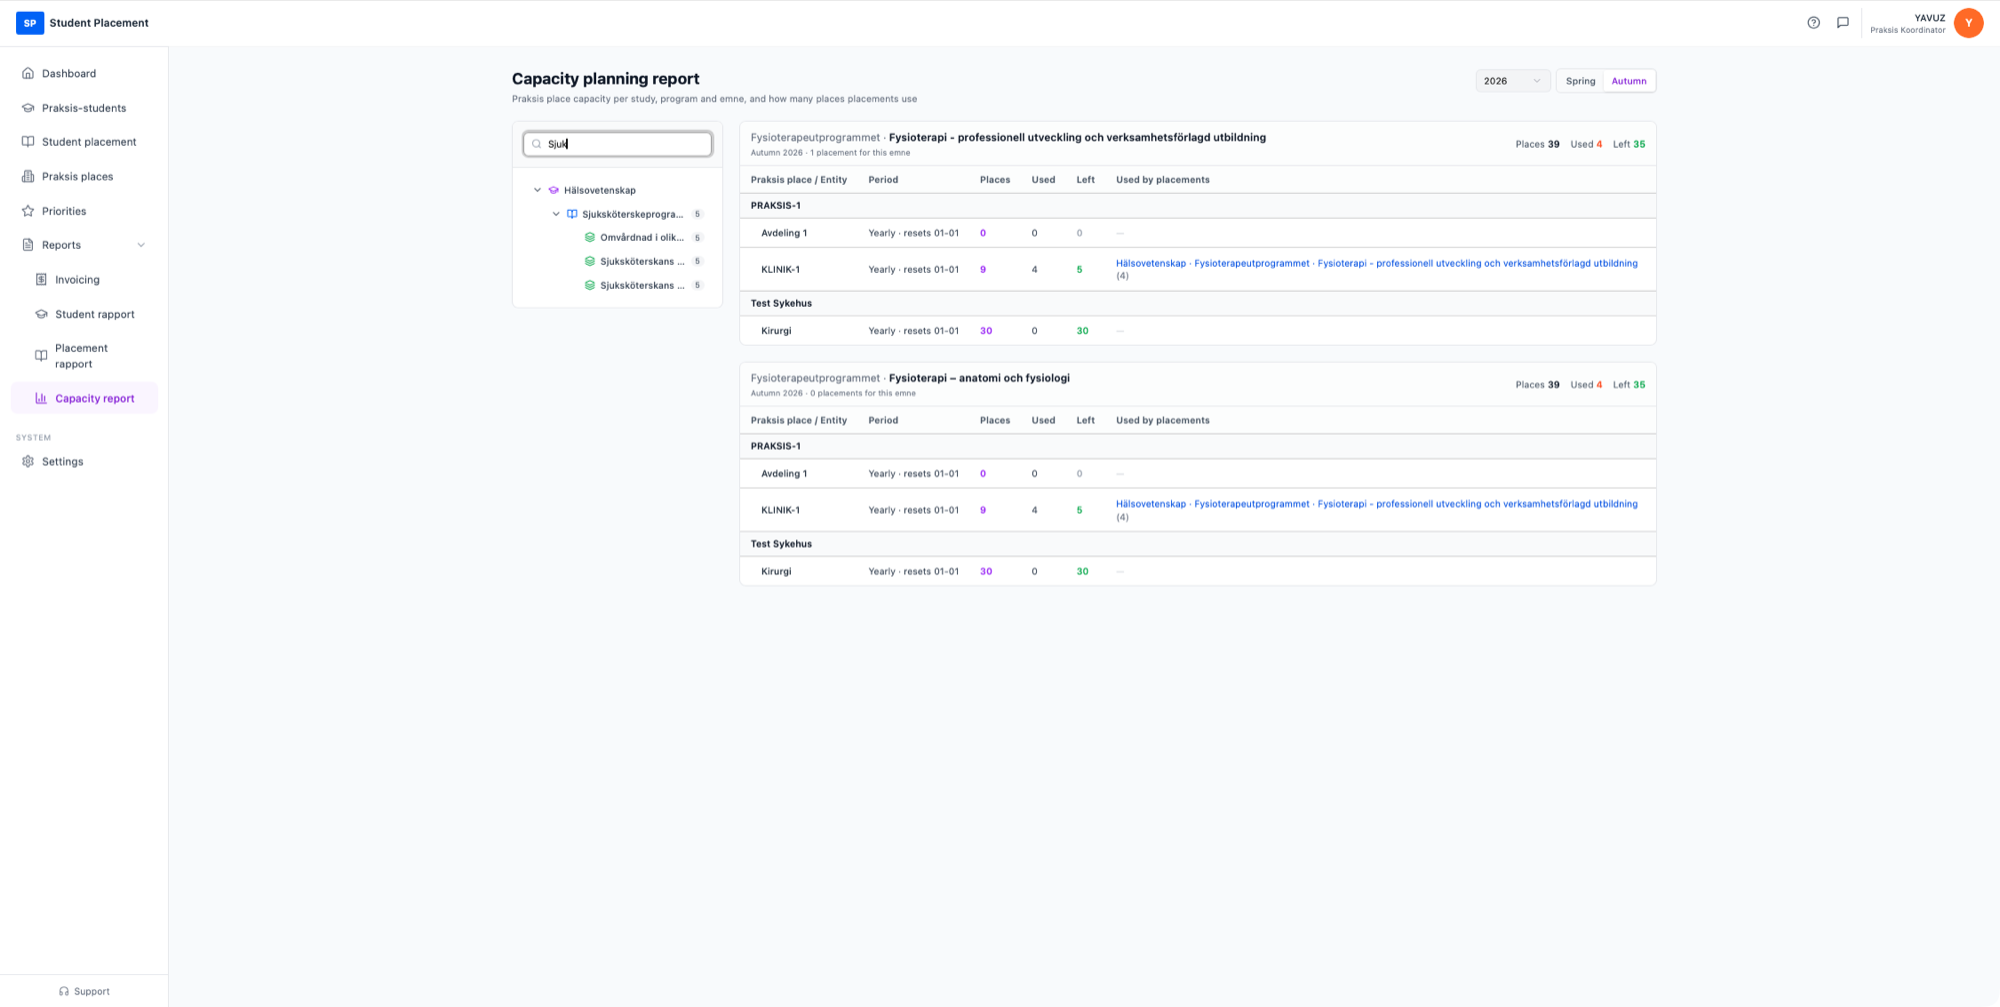 SP Student Placement
YAVUZ
Praksis Koordinator
Y
Dashboard
Praksis-students
Student placement
Praksis places
Priorities
Reports
Invoicing
Student rapport
Placement
rapport
Capacity report
SYSTEM
Settings
Support
Capacity planning report
Praksis place capacity per study, program and emne, and how many places placements use
2026
Spring
Autumn
Sjuk
Hälsovetenskap
Sjuksköterskeprogra... 5
Omvårdnad i olik... 5
Sjuksköterskans ... 5
Sjuksköterskans ... 5
Fysioterapeutprogrammet · Fysioterapi - professionell utveckling och verksamhetsförlagd utbildning
Autumn 2026 · 1 placement for this emne
Places 39 Used 4 Left 35
Praksis place / Entity Period Places Used Left Used by placements
PRAKSIS-1
Avdeling 1 Yearly · resets 01-01 0 0 0 —
KLINIK-1 Yearly · resets 01-01 9 4 5 Hälsovetenskap · Fysioterapeutprogrammet · Fysioterapi - professionell utveckling och verksamhetsförlagd utbildning
(4)
Test Sykehus
Kirurgi Yearly · resets 01-01 30 0 30 —
Fysioterapeutprogrammet · Fysioterapi – anatomi och fysiologi
Autumn 2026 · 0 placements for this emne
Places 39 Used 4 Left 35
Praksis place / Entity Period Places Used Left Used by placements
PRAKSIS-1
Avdeling 1 Yearly · resets 01-01 0 0 0 —
KLINIK-1 Yearly · resets 01-01 9 4 5 Hälsovetenskap · Fysioterapeutprogrammet · Fysioterapi - professionell utveckling och verksamhetsförlagd utbildning
(4)
Test Sykehus
Kirurgi Yearly · resets 01-01 30 0 30 —